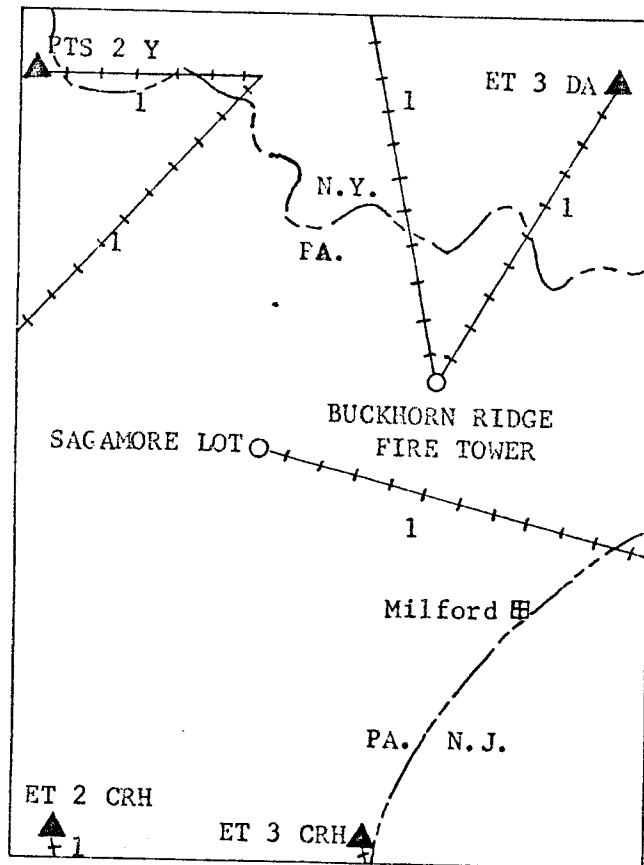 PTS 2 Y
1
1
ET 3 DA
1
1
N.Y.
PA.
BUCKHORN RIDGE
FIRE TOWER
SAGAMORE LOT
1
Milford
PA. N.J.
ET 2 CRH
1
ET 3 CRH